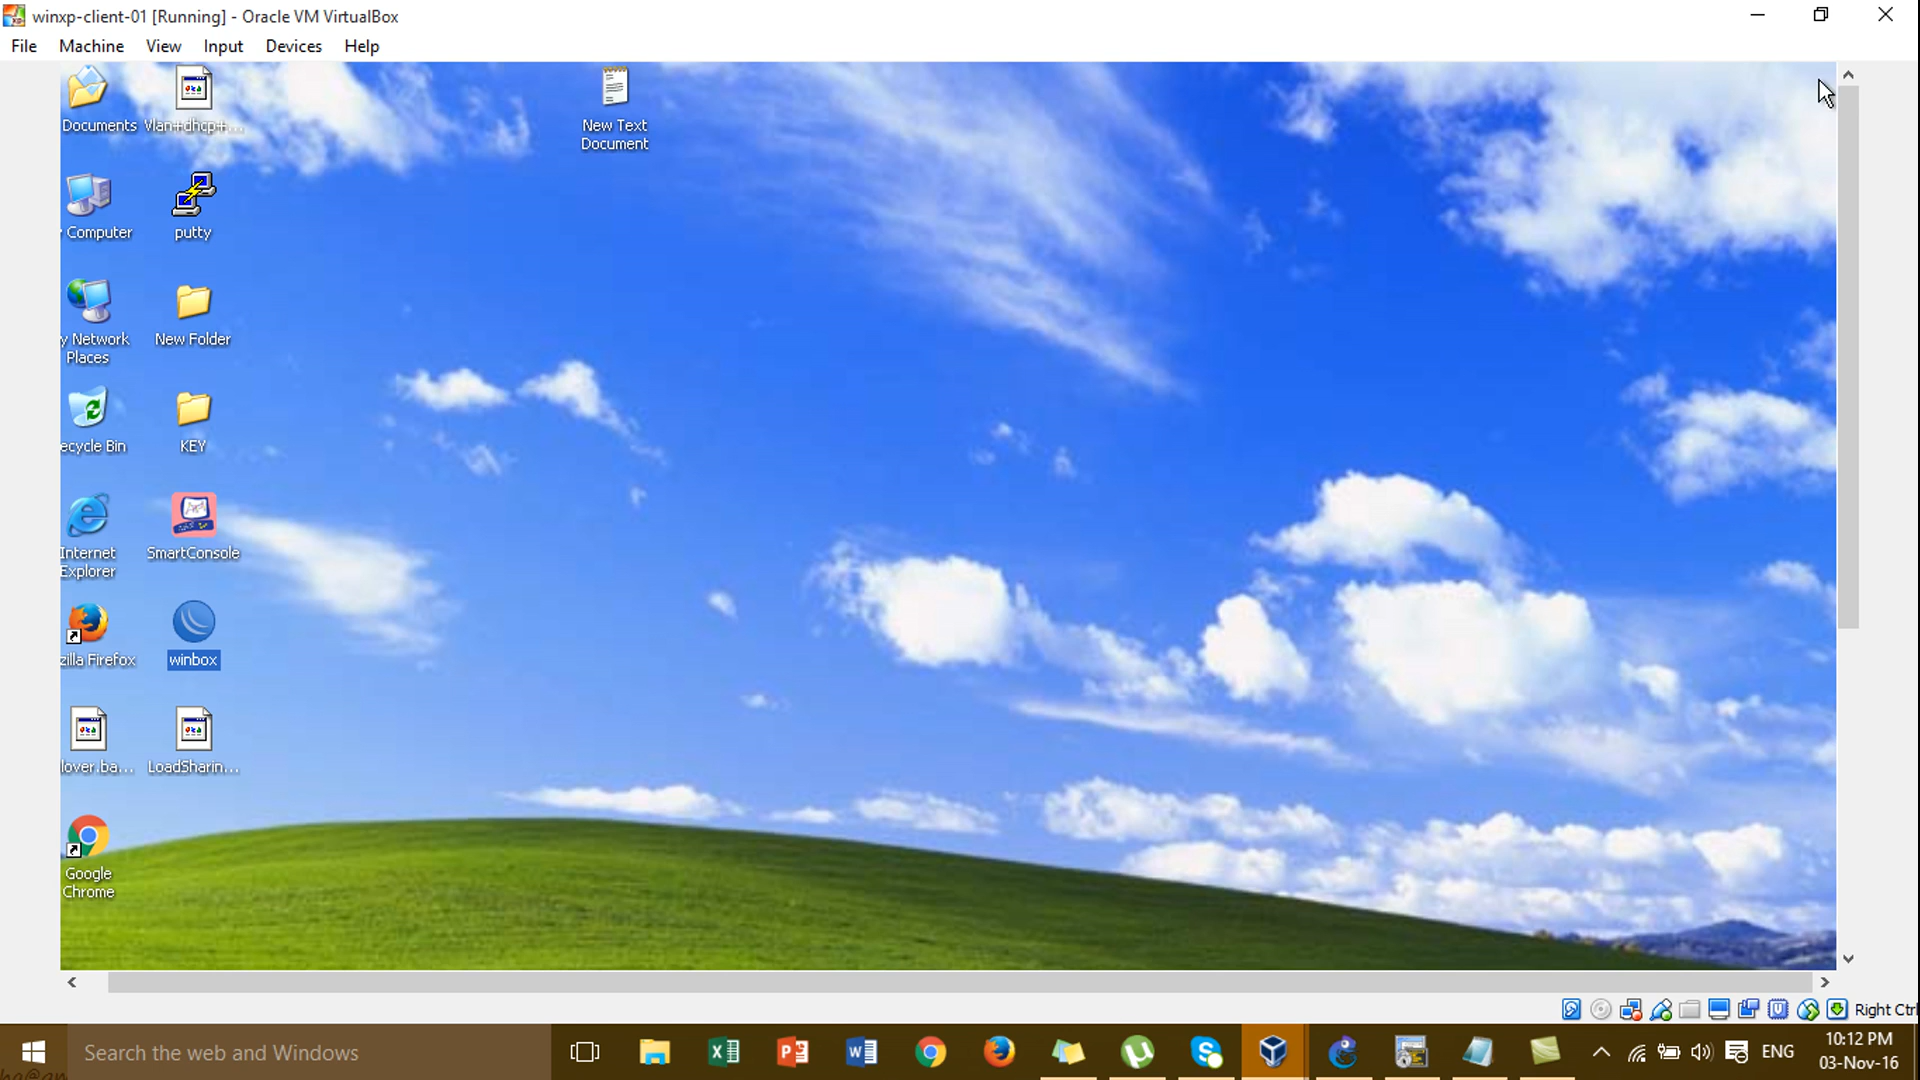 winxp-client-01 [Running] - Oracle VM VirtualBox
File Machine View Input Devices Help
Documents
Vlan+dhcp+...
New Text
Document
Computer
putty
y Network
Places
New Folder
ecycle Bin
KEY
Internet
Explorer
SmartConsole
zilla Firefox
winbox
lover.ba...
LoadSharin...
Google
Chrome
Right Ctrl
Search the web and Windows
ENG
10:12 PM
03-Nov-16